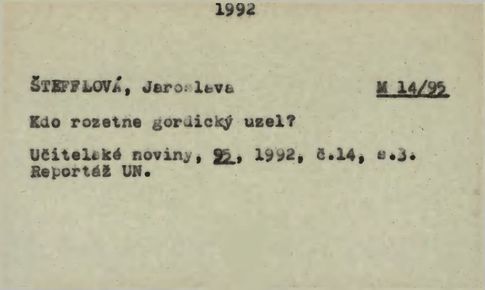 1992
ŠTEFFLOVÁ, Jaroslava M 14/95
Kdo rozetne gordický uzel?
Učitelské noviny, 95, 1992, č.14, s.3.
Reportáž UN.